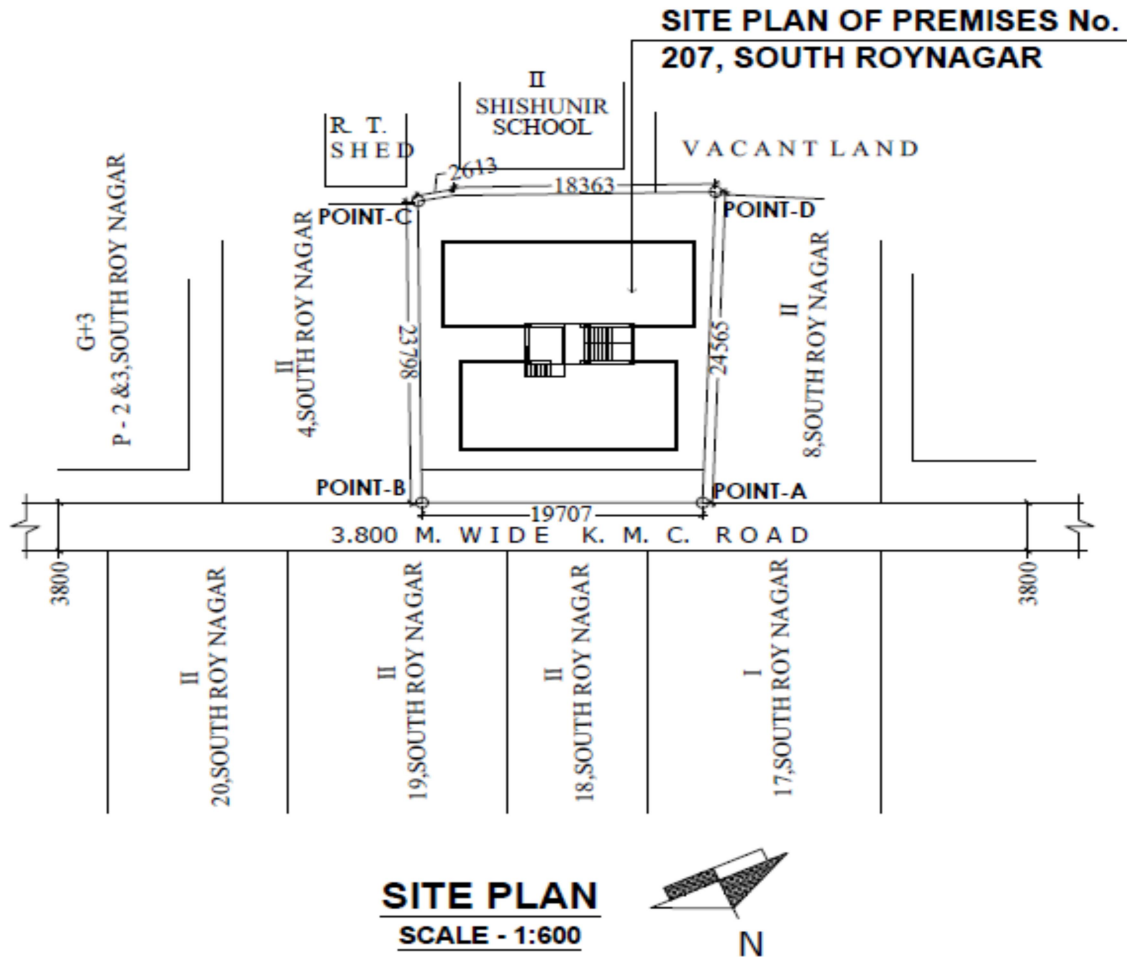 SITE PLAN OF PREMISES No.
207, SOUTH ROYNAGAR
II
SHISHUNIR
SCHOOL
R. T.
SHED
VACANT LAND
2613
18363
POINT-C
POINT-D
G+3
P - 2 &3,SOUTH ROY NAGAR
II
4,SOUTH ROY NAGAR
23798
24565
II
8,SOUTH ROY NAGAR
POINT-B
POINT-A
19707
3.800 M. WIDE K. M. C. ROAD
3800
3800
II
20,SOUTH ROY NAGAR
II
19,SOUTH ROY NAGAR
II
18,SOUTH ROY NAGAR
I
17,SOUTH ROY NAGAR
SITE PLAN
SCALE - 1:600
N